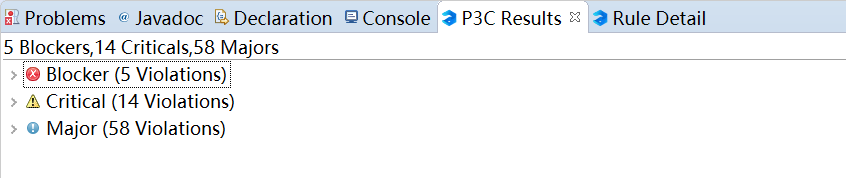 Problems @ Javadoc Declaration Console P3C Results Rule Detail
5 Blockers,14 Criticals,58 Majors
Blocker (5 Violations)
Critical (14 Violations)
Major (58 Violations)